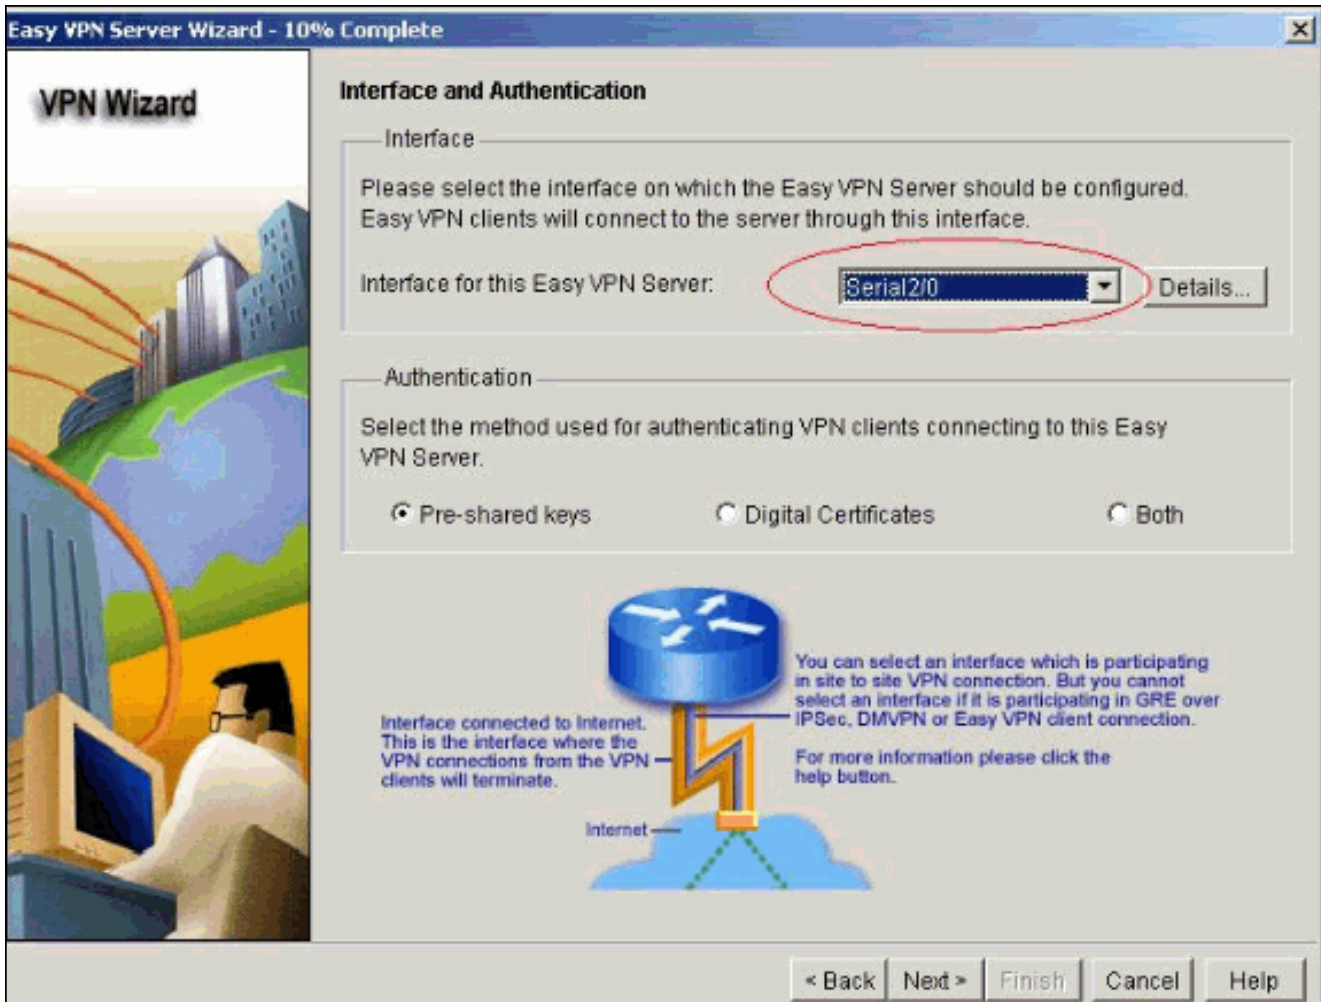 Easy VPN Server Wizard - 10% Complete
VPN Wizard
Interface and Authentication
Interface
Please select the interface on which the Easy VPN Server should be configured.
Easy VPN clients will connect to the server through this interface.
Interface for this Easy VPN Server:
Serial2/0
Details...
Authentication
Select the method used for authenticating VPN clients connecting to this Easy
VPN Server.
Pre-shared keys
Digital Certificates
Both
You can select an interface which is participating
in site to site VPN connection. But you cannot
select an interface if it is participating in GRE over
IPSec, DMVPN or Easy VPN client connection.
For more information please click the
help button.
Interface connected to Internet.
This is the interface where the
VPN connections from the VPN
clients will terminate.
Internet
< Back
Next >
Finish
Cancel
Help